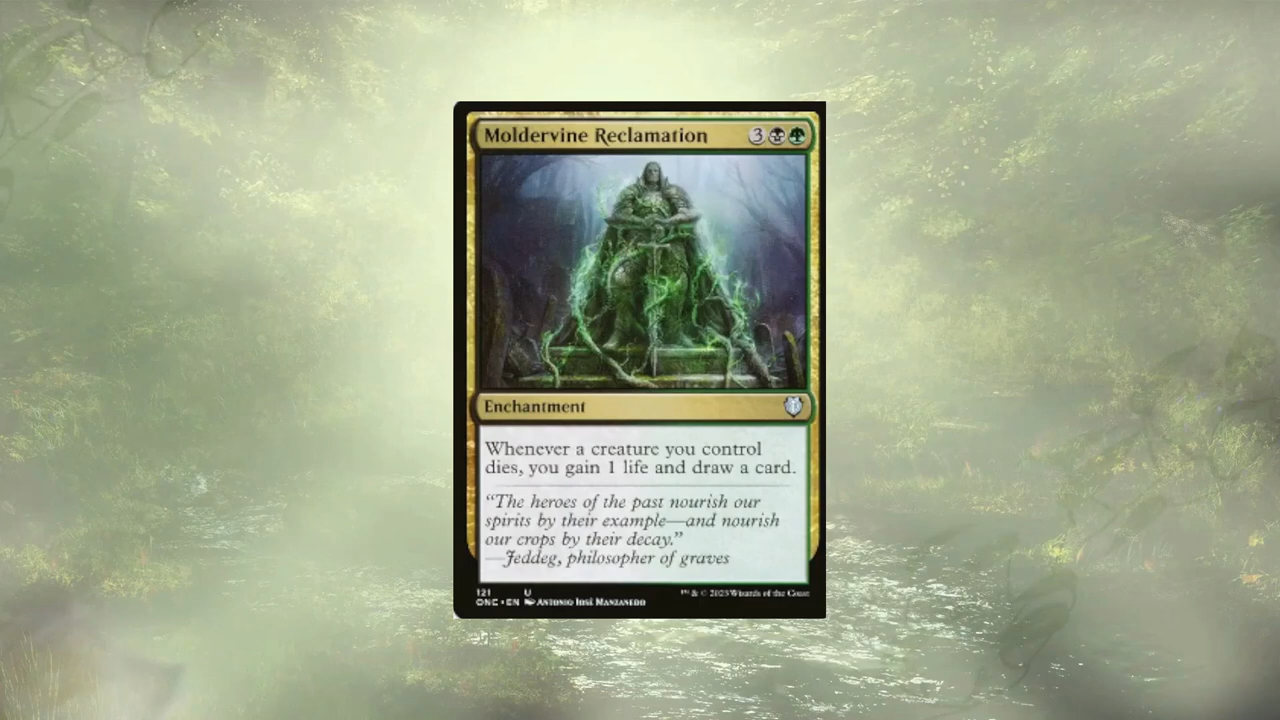 Moldervine Reclamation 3
Enchantment
Whenever a creature you control
dies, you gain 1 life and draw a card.
“The heroes of the past nourish our
spirits by their example—and nourish
our crops by their decay.”
—Jeddeg, philosopher of graves
121 U
ONC • EN Antonio José Manzanedo
™ & © 2023 Wizards of the Coast